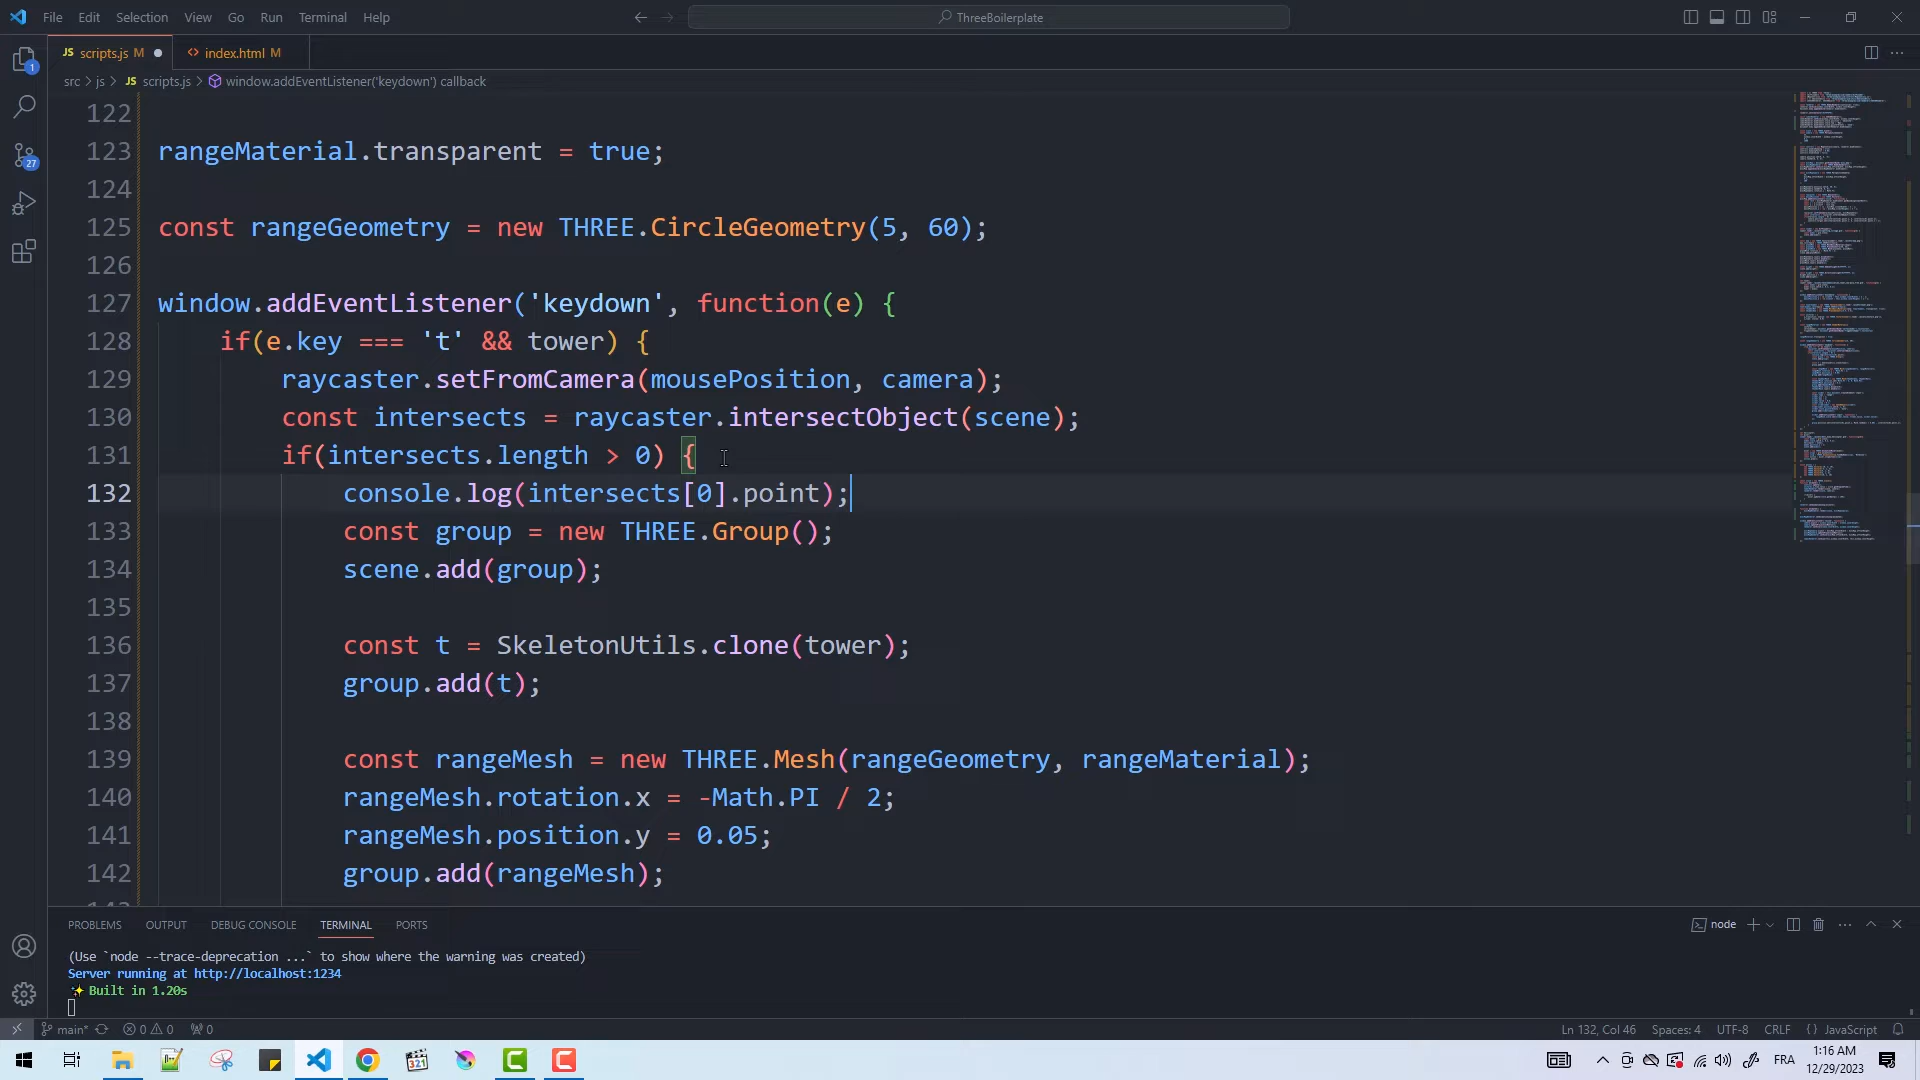 File Edit Selection View Go Run Terminal Help
ThreeBoilerplate
JS scripts.js M
index.html M
src > js > JS scripts.js > window.addEventListener('keydown') callback
122
123 rangeMaterial.transparent = true;
124
125 const rangeGeometry = new THREE.CircleGeometry(5, 60);
126
127 window.addEventListener('keydown', function(e) {
128 if(e.key === 't' && tower) {
129 raycaster.setFromCamera(mousePosition, camera);
130 const intersects = raycaster.intersectObject(scene);
131 if(intersects.length > 0) {
132 console.log(intersects[0].point);
133 const group = new THREE.Group();
134 scene.add(group);
135
136 const t = SkeletonUtils.clone(tower);
137 group.add(t);
138
139 const rangeMesh = new THREE.Mesh(rangeGeometry, rangeMaterial);
140 rangeMesh.rotation.x = -Math.PI / 2;
141 rangeMesh.position.y = 0.05;
142 group.add(rangeMesh);
1
27
PROBLEMS OUTPUT DEBUG CONSOLE TERMINAL PORTS
node
(Use `node --trace-deprecation ...` to show where the warning was created)
Server running at http://localhost:1234
✨ Built in 1.20s
main* 0 0 0
Ln 132, Col 46 Spaces: 4 UTF-8 CRLF {} JavaScript
321
FRA
1:16 AM
12/29/2023